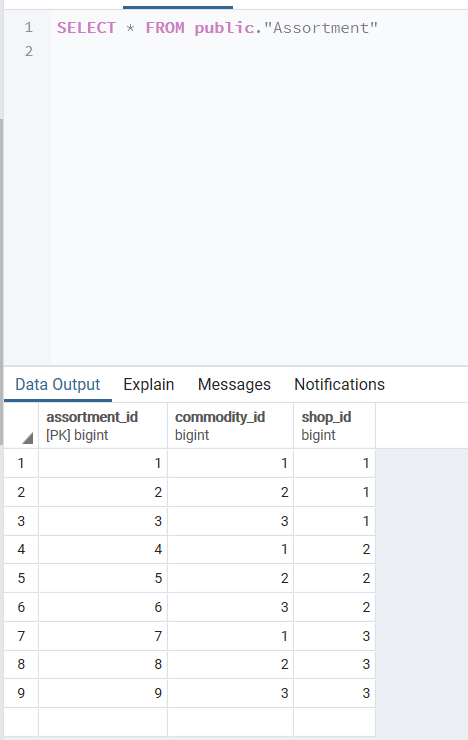 1 SELECT * FROM public."Assortment"
2
Data Output Explain Messages Notifications
assortment_id commodity_id shop_id
[PK] bigint bigint bigint
1 1 1 1
2 2 2 1
3 3 3 1
4 4 1 2
5 5 2 2
6 6 3 2
7 7 1 3
8 8 2 3
9 9 3 3